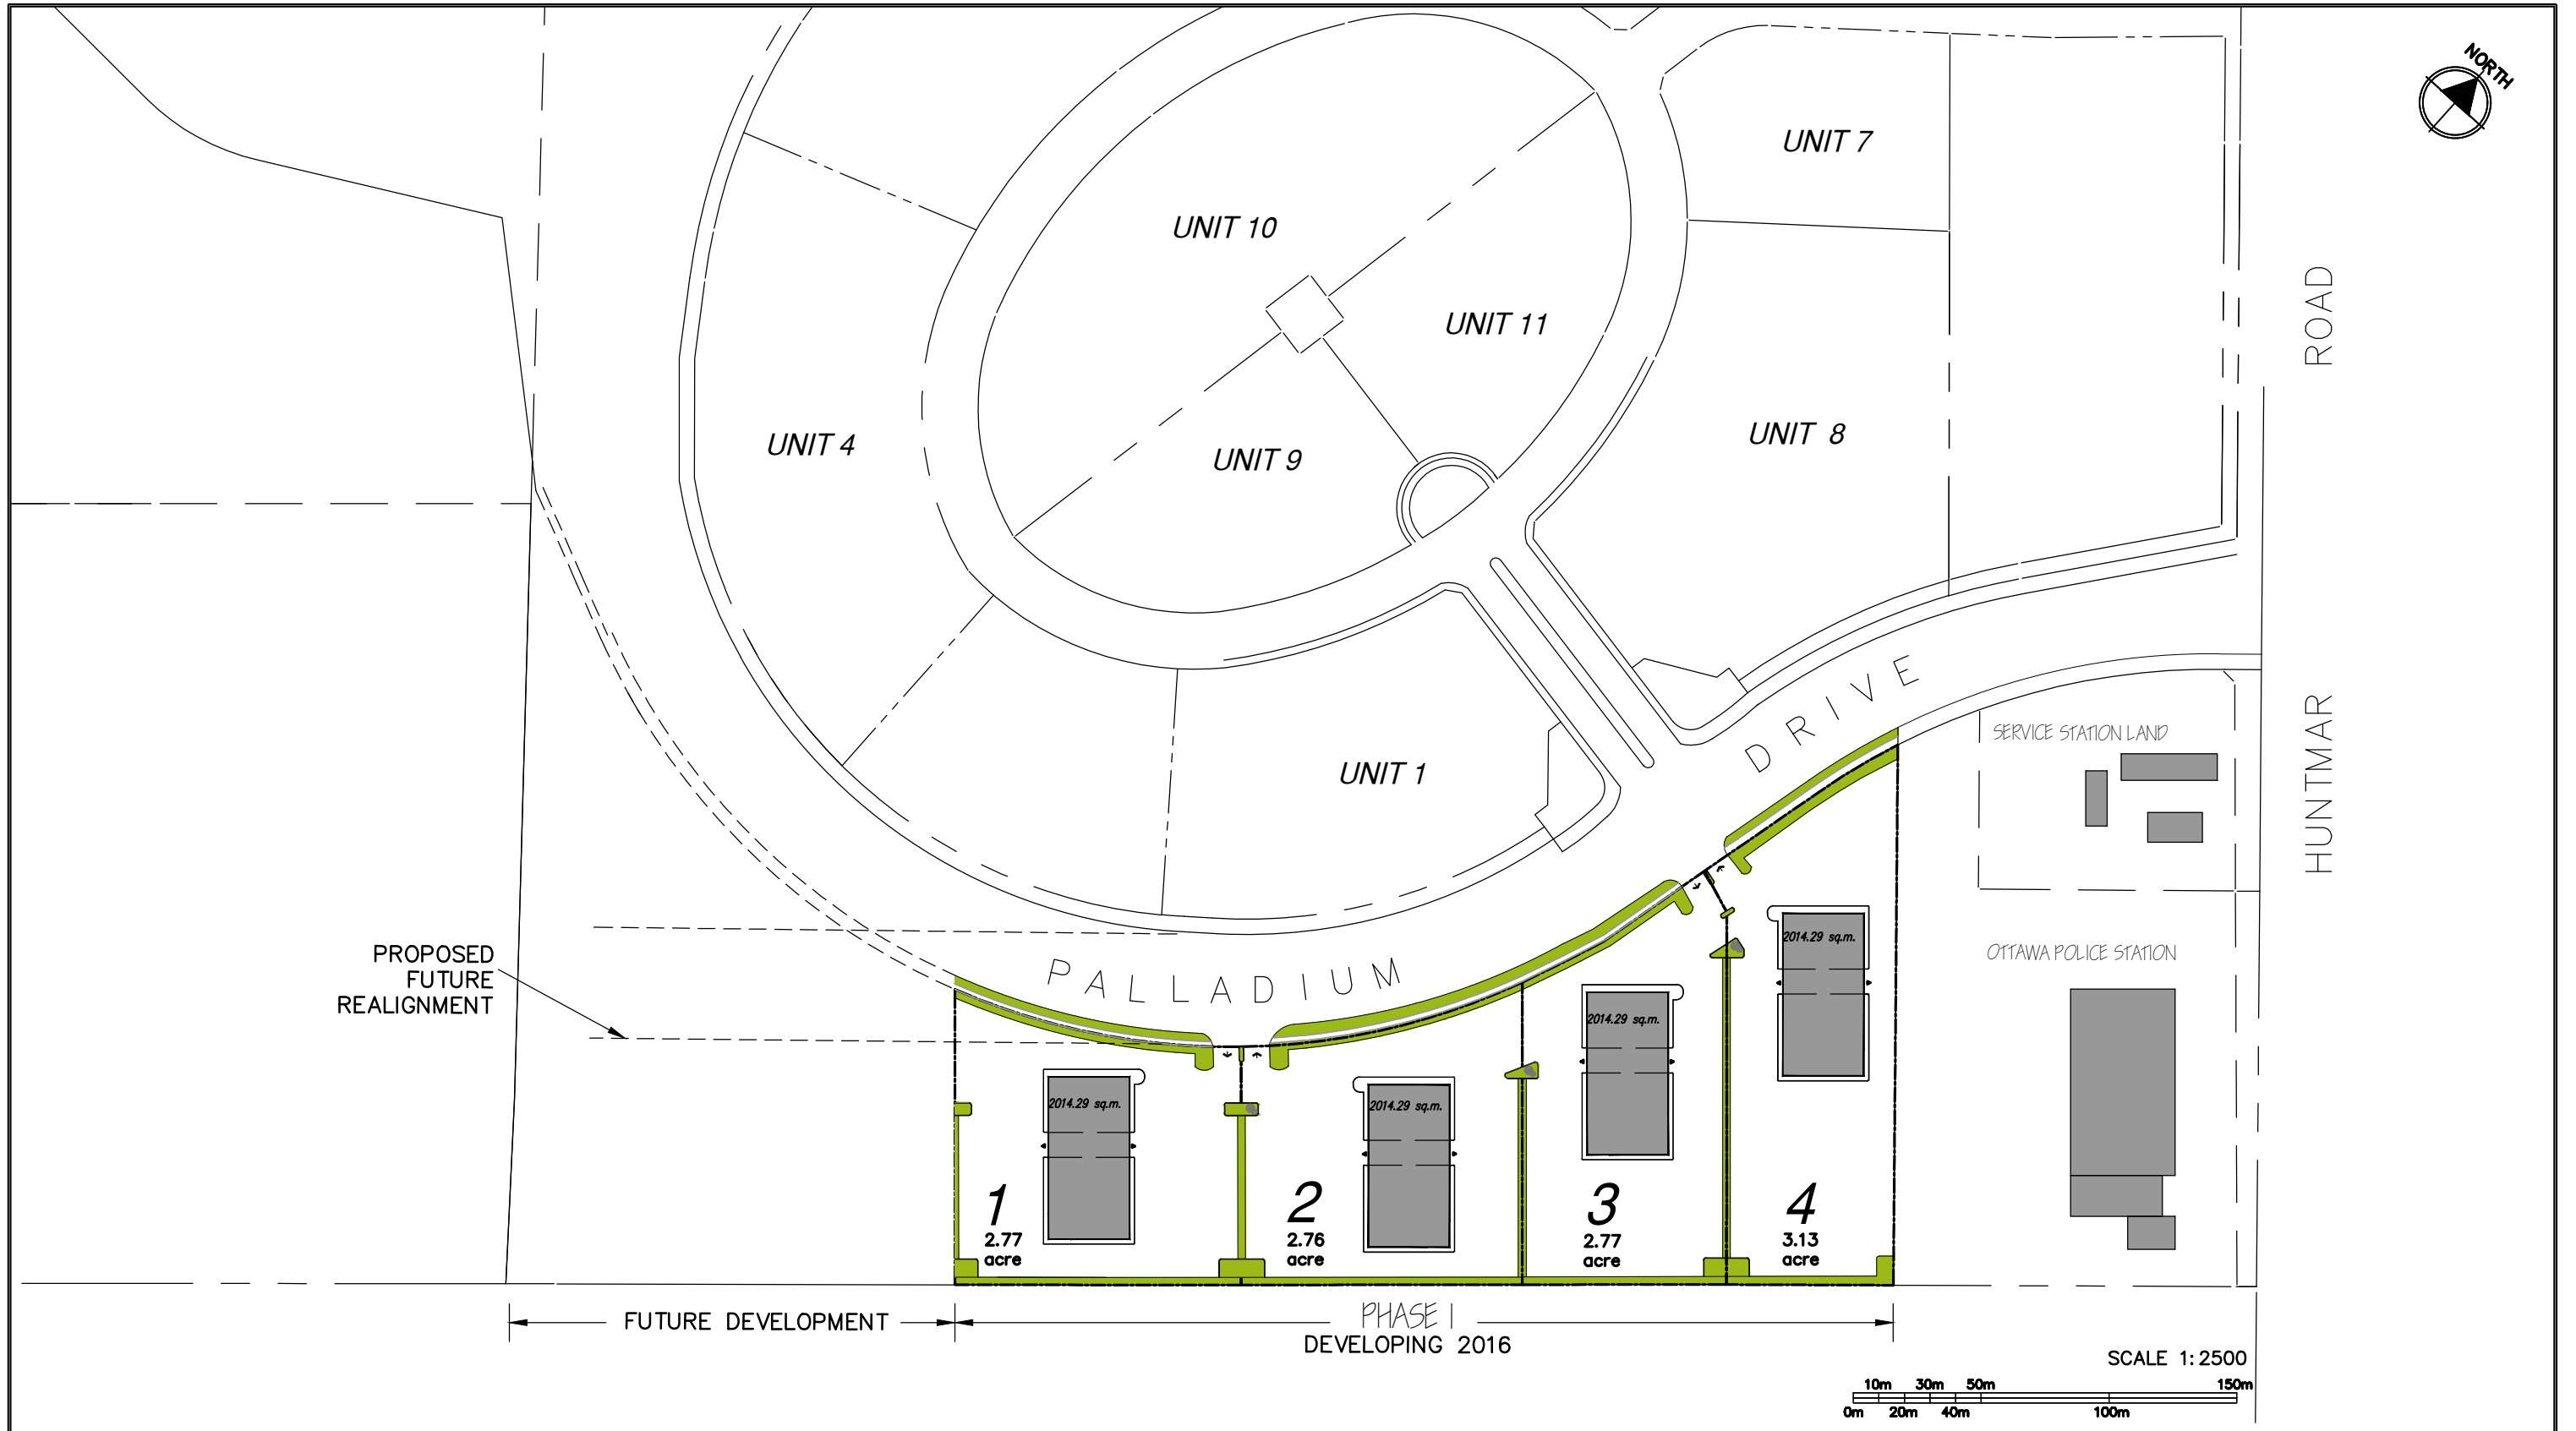 NORTH
UNIT 7
UNIT 10
ROAD
UNIT 11
UNIT 4
UNIT 9
UNIT 8
UNIT 1
DRIVE
SERVICE STATION LAND
HUNTMAR
PROPOSED
FUTURE
REALIGNMENT
PALLADIUM
2014.29 sq.m.
OTTAWA POLICE STATION
2014.29 sq.m.
2014.29 sq.m.
2014.29 sq.m.
1
2.77
acre
2
2.76
acre
3
2.77
acre
4
3.13
acre
FUTURE DEVELOPMENT
PHASE I
DEVELOPING 2016
SCALE 1:2500
10m 30m 50m 150m
0m 20m 40m 100m